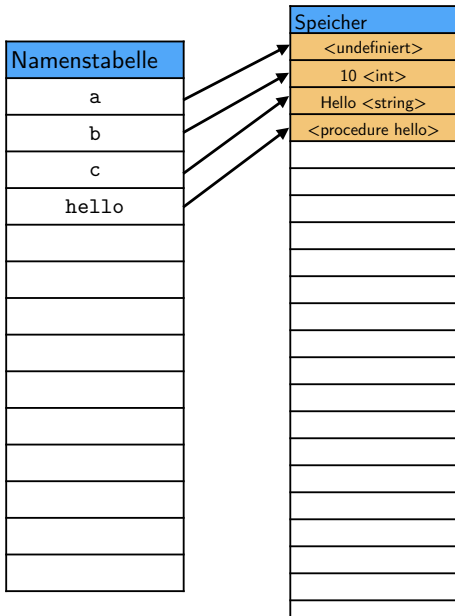 Namenstabelle
a
b
c
hello
Speicher
<undefiniert>
10 <int>
Hello <string>
<procedure hello>